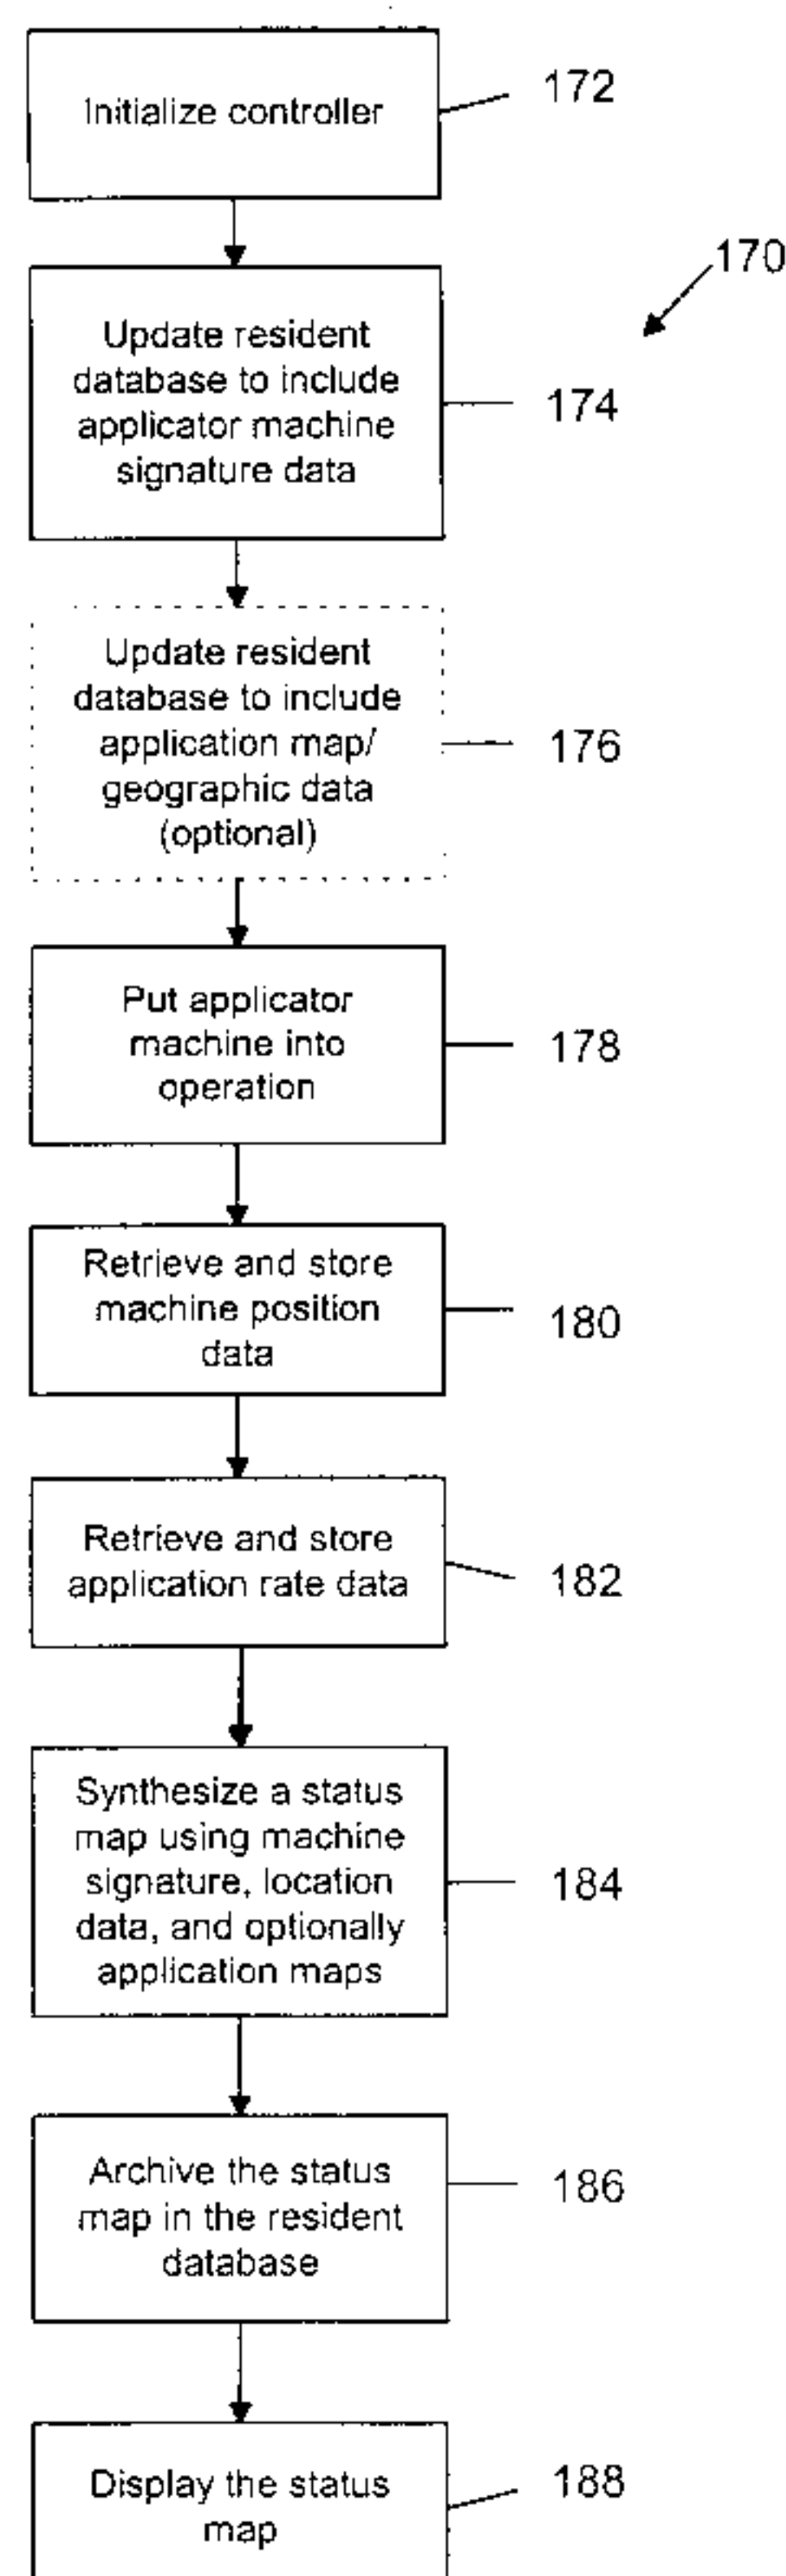 Initialize controller
172
170
Update resident
database to include
applicator machine
signature data
174
Update resident
database to include
application map/
geographic data
(optional)
176
Put applicator
machine into
operation
178
Retrieve and store
machine position
data
180
Retrieve and store
application rate data
182
Synthesize a status
map using machine
signature, location
data, and optionally
application maps
184
Archive the status
map in the resident
database
186
Display the status
map
188